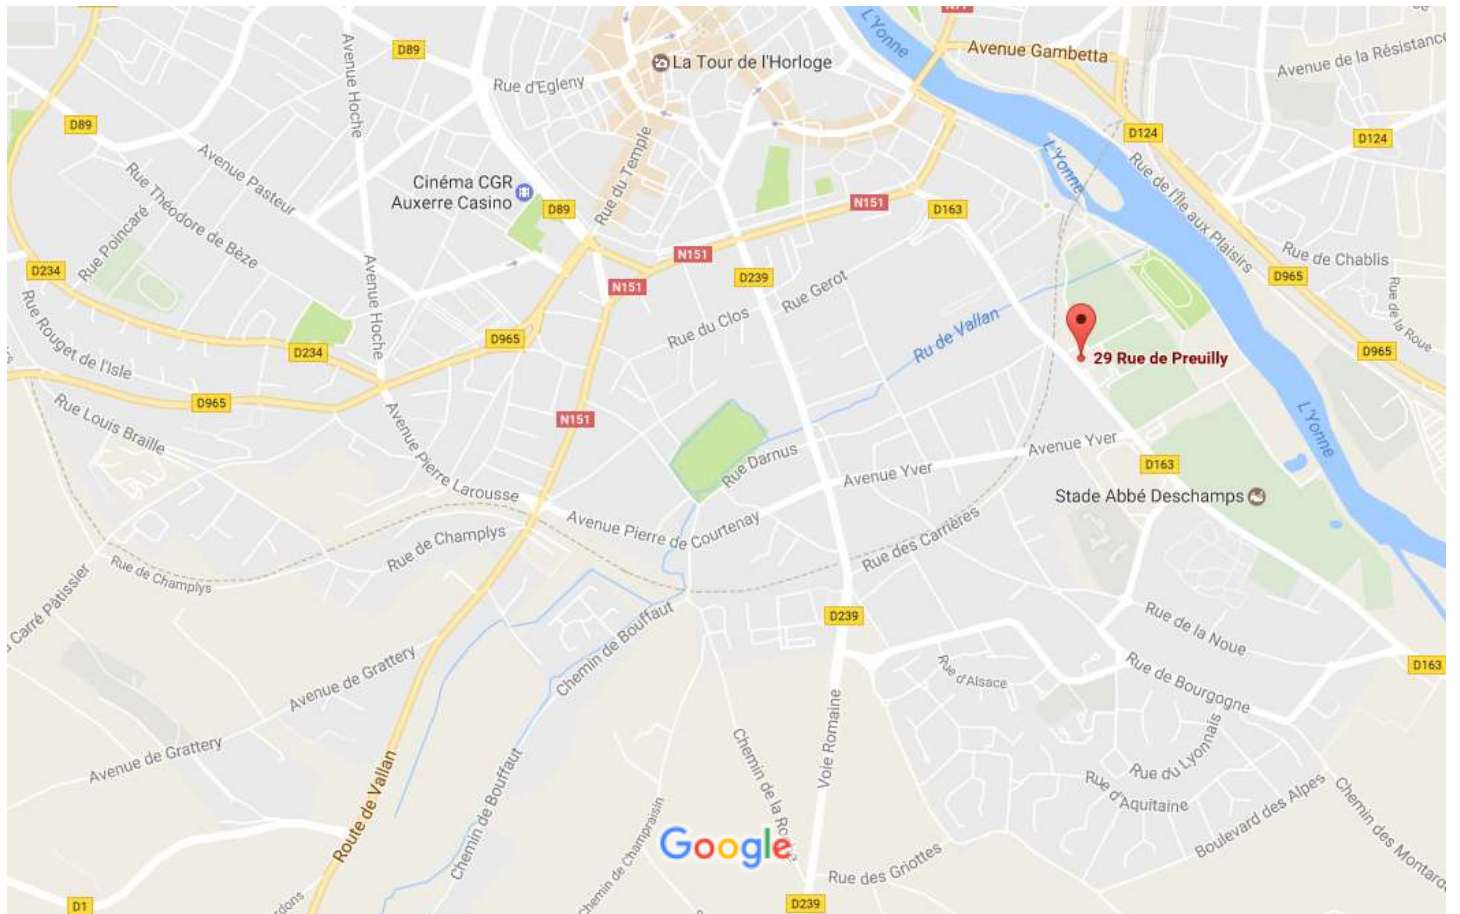 N77
L'Yonne
Avenue Gambetta
Avenue de la Résistance
D89
Avenue Hoche
La Tour de l'Horloge
Rue d'Egleny
D89
D124
D124
Avenue Pasteur
Rue du Temple
L'Yonne
Rue de l'Île aux Plaisirs
Cinéma CGR
Auxerre Casino
D89
N151
D163
Rue Théodore de Bèze
Rue Poincaré
D234
N151
D239
Rue de Chablis
D965
N151
Rue Gerot
Avenue Hoche
Rue de la Roue
Rue Rouget de l'Isle
Rue du Clos
Ru de Vallan
D234
D965
D965
29 Rue de Preuilly
D965
N151
Rue Louis Braille
Avenue Pierre Larousse
L'Yonne
Avenue Yver
Rue Darnus
Avenue Yver
D163
Stade Abbé Deschamps
Avenue Pierre de Courtenay
Rue de Champlys
Rue des Carrières
Rue de Champlys
Carré Pâtissier
D239
Chemin de Bouffaut
Rue de la Noue
Avenue de Grattery
Rue d'Alsace
Rue de Bourgogne
D163
Avenue de Grattery
Voie Romaine
Rue du Lyonnais
Chemin de la
Rue d'Aquitaine
Route de Vallan
Chemin de Bouffaut
Chemin de Champraisin
Boulevard des Alpes
Chemin des Montard
Google
Rue des Griottes
D1
D239